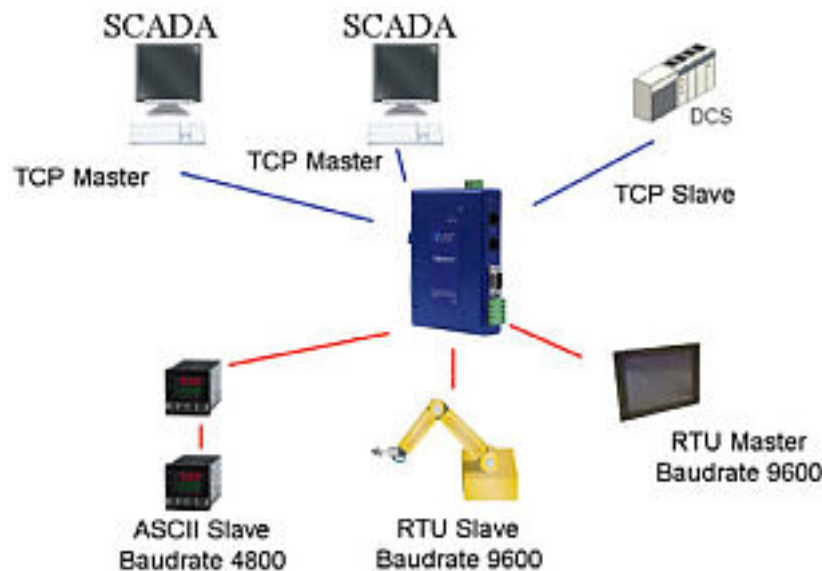 SCADA
SCADA
DCS
TCP Master
TCP Master
TCP Slave
RTU Master
Baudrate 9600
ASCII Slave
Baudrate 4800
RTU Slave
Baudrate 9600